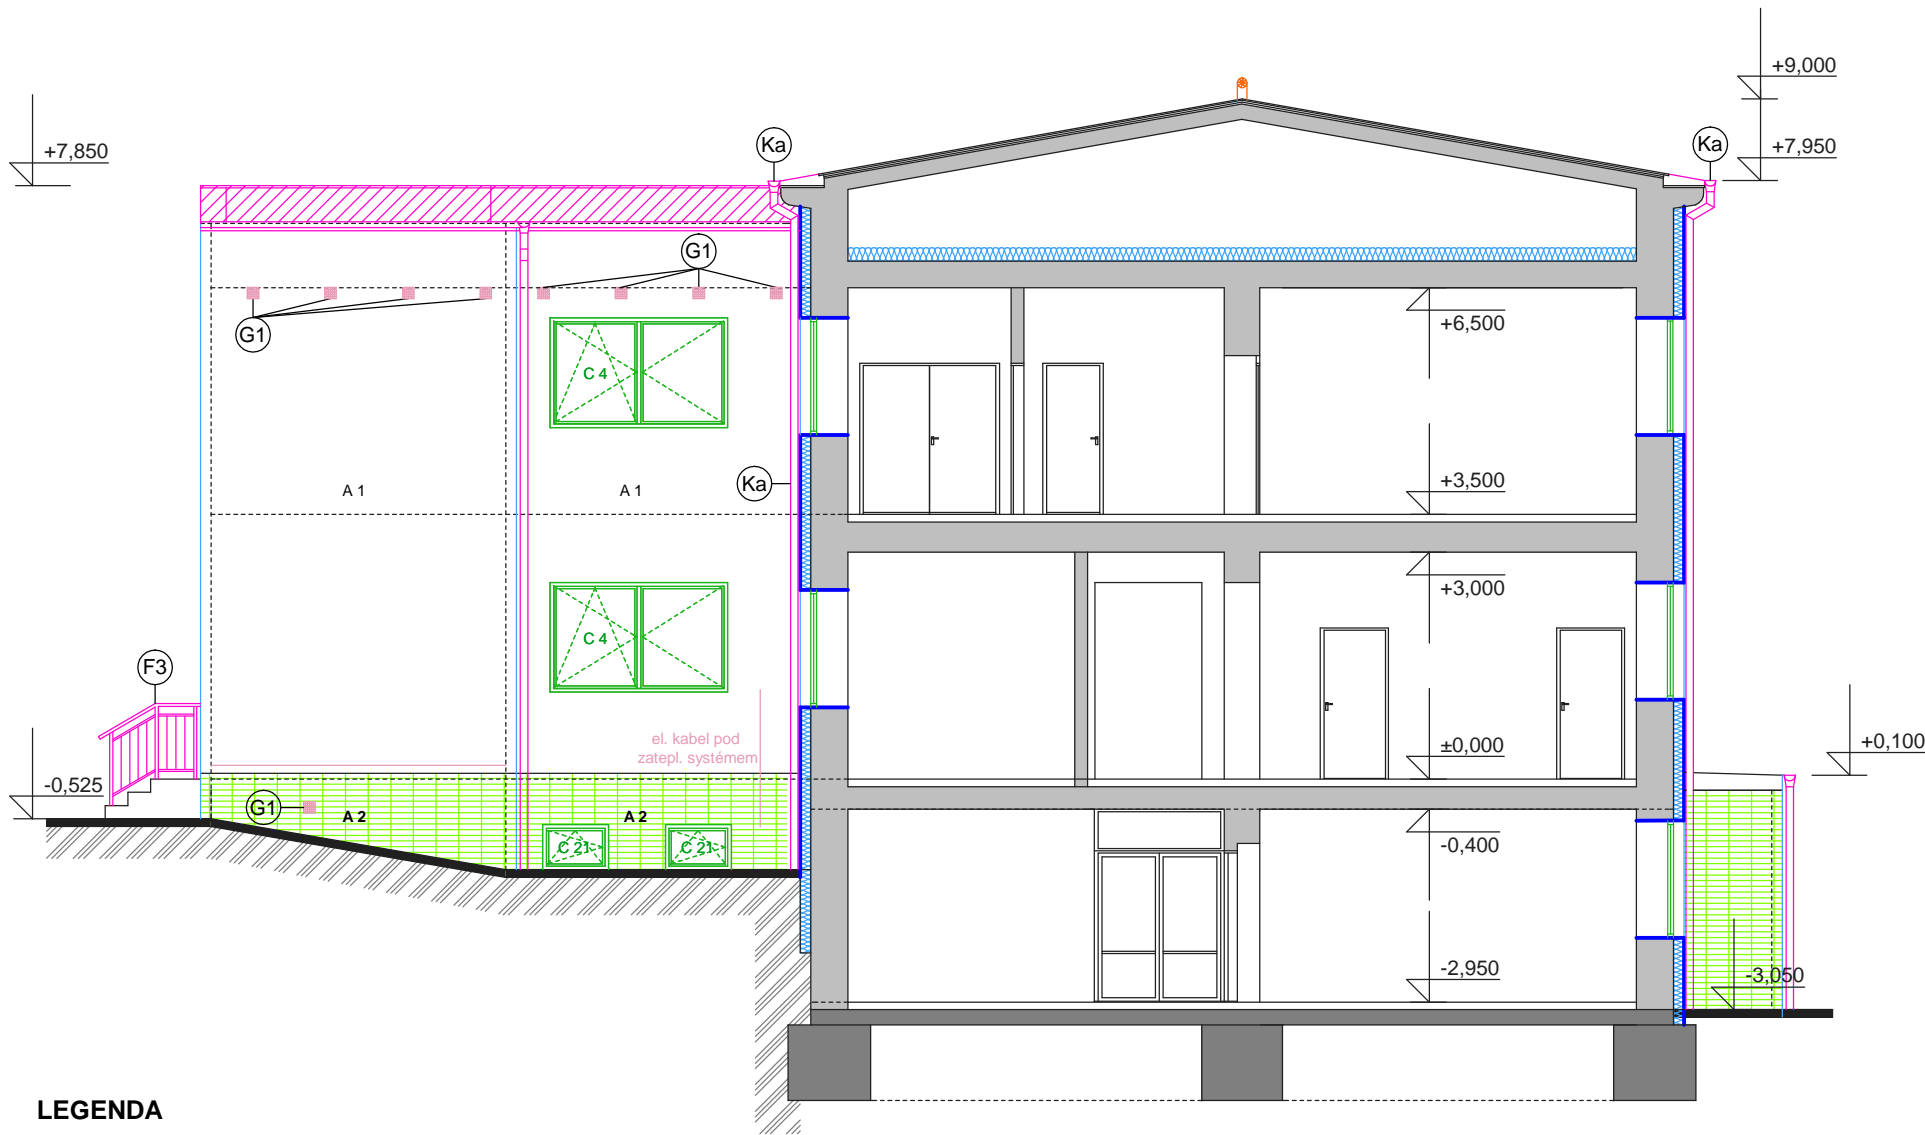 +9,000
+7,850
Ka
Ka
+7,950
G1
G1
+6,500
C 4
A 1
A 1
Ka
+3,500
+3,000
C 4
F3
el. kabel pod
zatepl. systémem
±0,000
+0,100
-0,525
G1
A 2
A 2
C 21
C 21
-0,400
-2,950
-3,050
LEGENDA